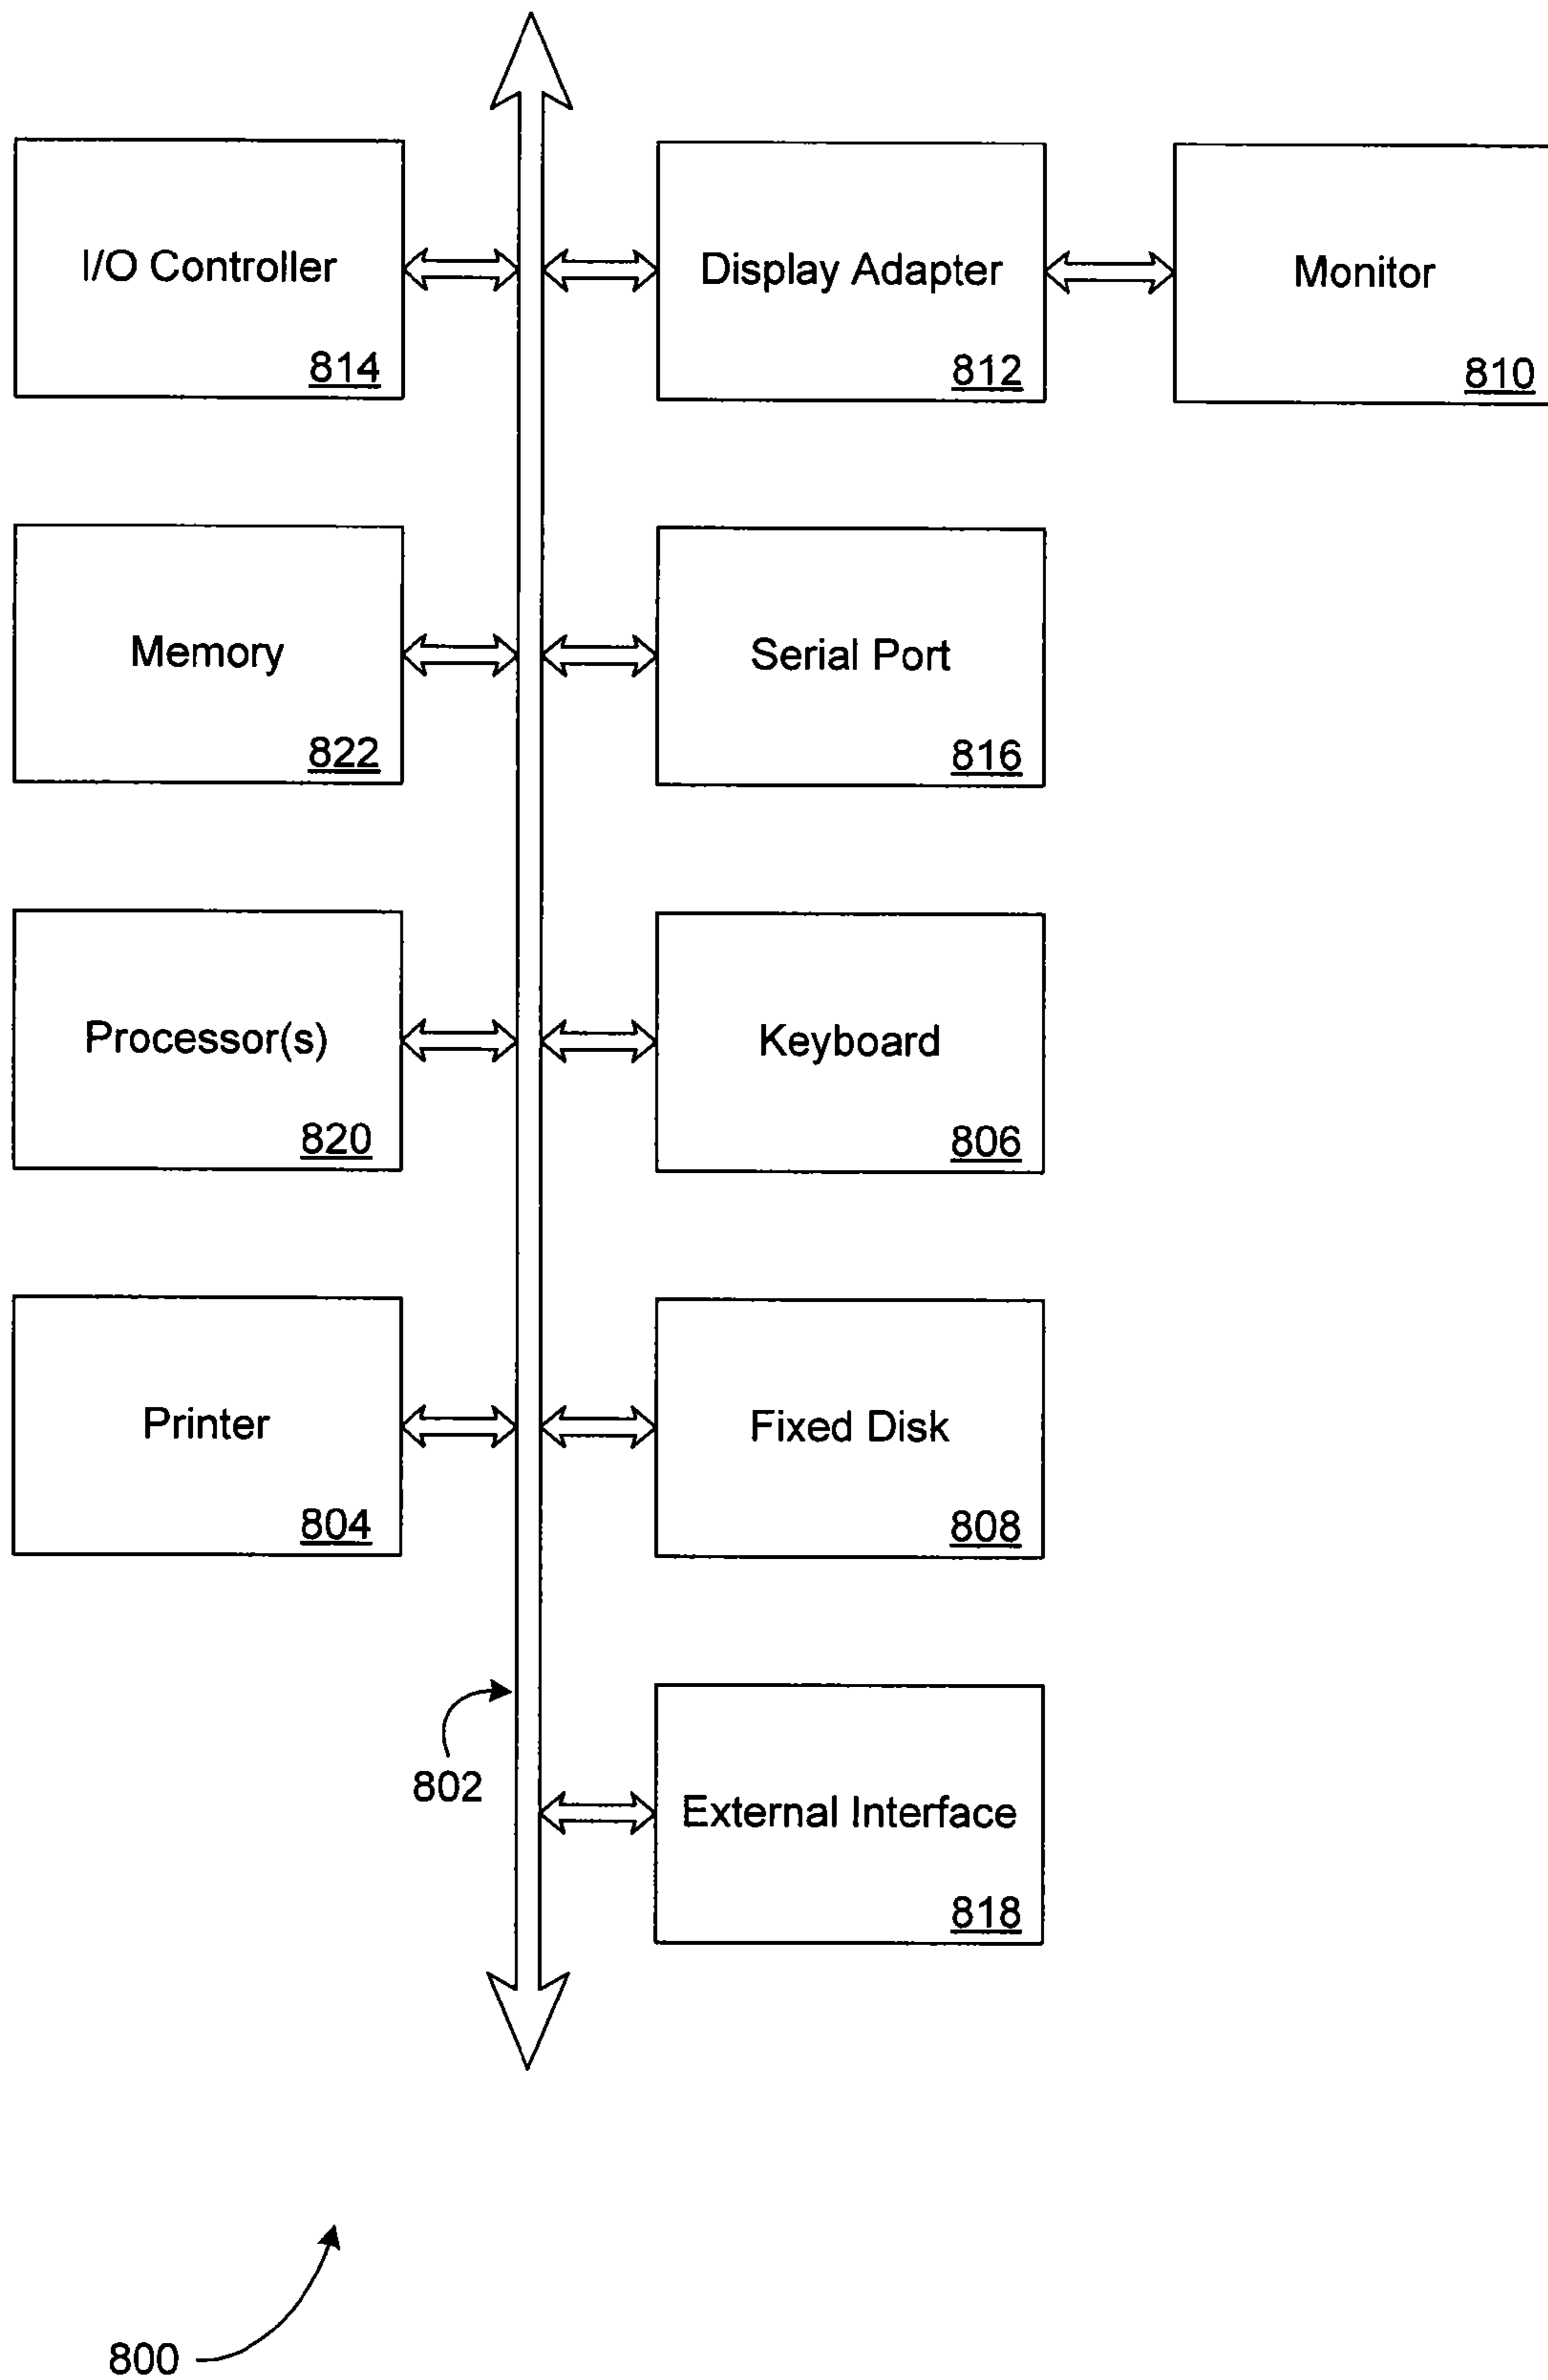 I/O Controller
814
Display Adapter
812
Monitor
810
Memory
822
Serial Port
816
Processor(s)
820
Keyboard
806
Printer
804
Fixed Disk
808
802
External Interface
818
800